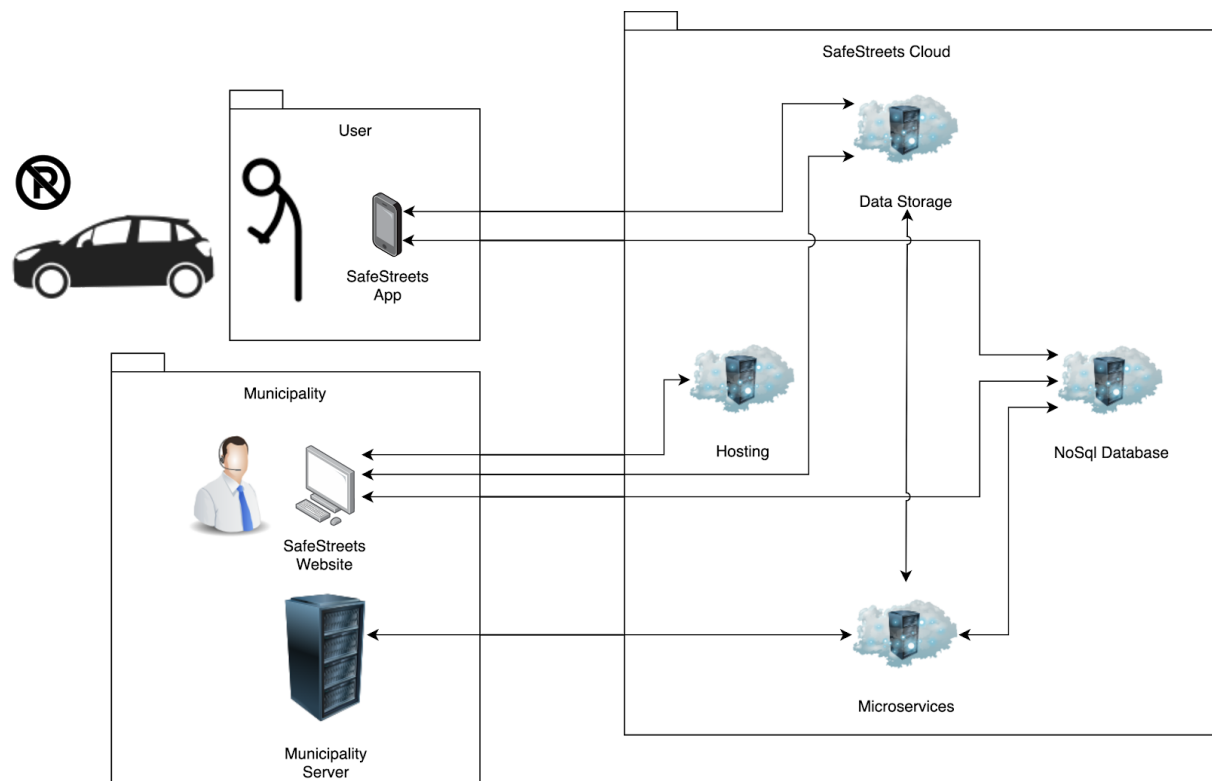 SafeStreets Cloud
User
P
Data Storage
SafeStreets
App
Municipality
Hosting
NoSql Database
SafeStreets
Website
Microservices
Municipality
Server